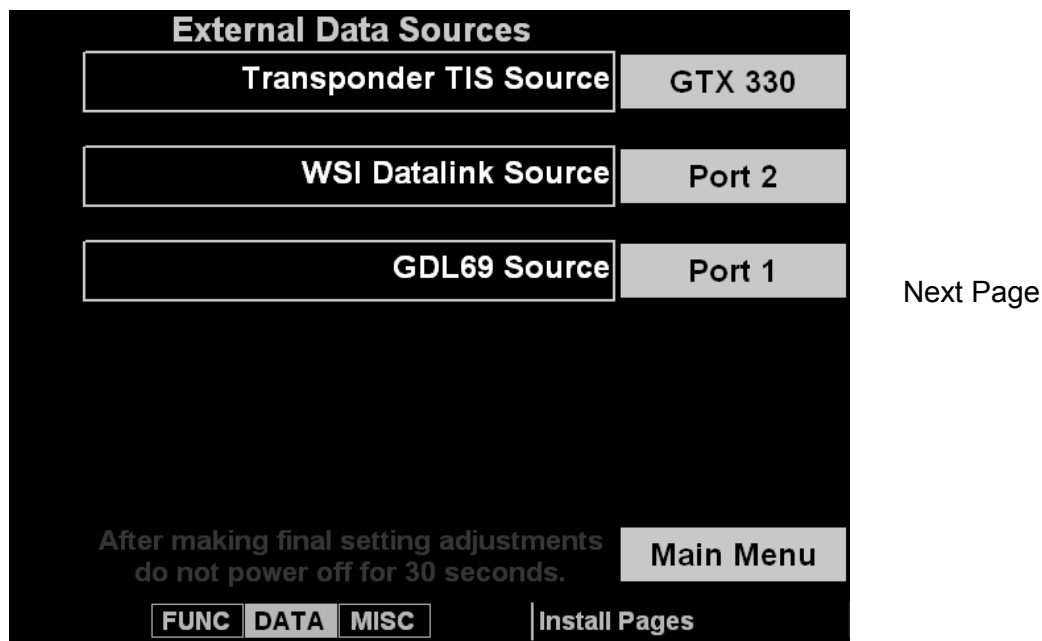 External Data Sources
Transponder TIS Source GTX 330
WSI Datalink Source Port 2
GDL69 Source Port 1
Next Page
After making final setting adjustments
do not power off for 30 seconds.
Main Menu
FUNC DATA MISC Install Pages